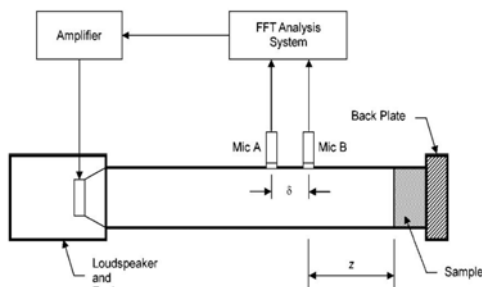 Amplifier
FFT Analysis
System
Back Plate
Mic A
Mic B
δ
z
Loudspeaker
and
Sample